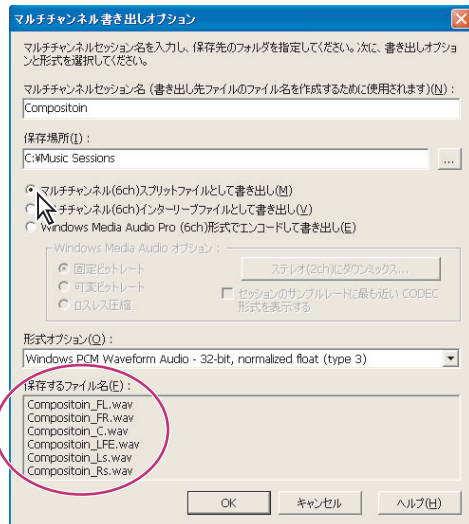 マルチチャンネル書き出しオプション
マルチチャンネルセッション名を入力し、保存先のフォルダを指定してください。次に、書き出しオプショ
ンと形式を選択してください。
マルチチャンネルセッション名 (書き出し先ファイルのファイル名を作成するために使用されます)(N) :
Compositoin
保存場所(I) :
C:¥Music Sessions
...
マルチチャンネル(6ch)スプリットファイルとして書き出し(M)
チチャンネル(6ch)インターリーブファイルとして書き出し(V)
Windows Media Audio Pro (6ch)形式でエンコードして書き出し(E)
Windows Media Audio オプション :
固定ビットレート
ステレオ(2ch)にダウンミックス...
可変ビットレート
セッションのサンプルレートに最も近い CODEC
形式を表示する
ロスレス圧縮
形式オプション(O) :
Windows PCM Waveform Audio - 32-bit, normalized float (type 3)
保存するファイル名(F) :
Compositoin_FL.wav
Compositoin_FR.wav
Compositoin_C.wav
Compositoin_LFE.wav
Compositoin_Ls.wav
Compositoin_Rs.wav
OK
キャンセル
ヘルプ(H)